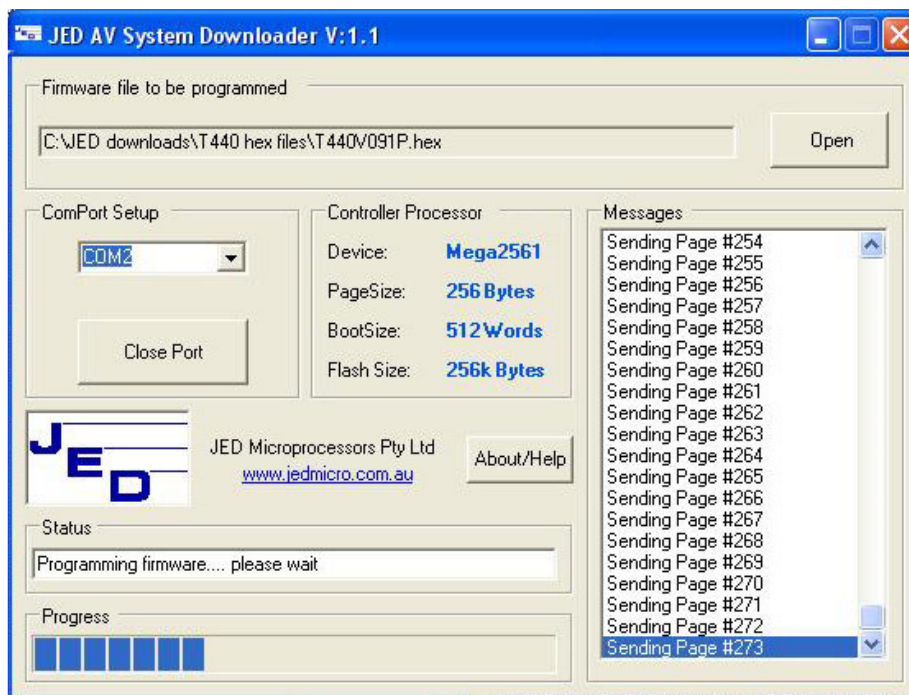 JED AV System Downloader V:1.1
Firmware file to be programmed
C:\JED downloads\T440 hex files\T440V091P.hex
Open
ComPort Setup
COM2
Close Port
Controller Processor
Device: Mega2561
PageSize: 256 Bytes
BootSize: 512 Words
Flash Size: 256k Bytes
Messages
Sending Page #254
Sending Page #255
Sending Page #256
Sending Page #257
Sending Page #258
Sending Page #259
Sending Page #260
Sending Page #261
Sending Page #262
Sending Page #263
Sending Page #264
Sending Page #265
Sending Page #266
Sending Page #267
Sending Page #268
Sending Page #269
Sending Page #270
Sending Page #271
Sending Page #272
Sending Page #273
JED
JED Microprocessors Pty Ltd
www.jedmicro.com.au
About/Help
Status
Programming firmware.... please wait
Progress